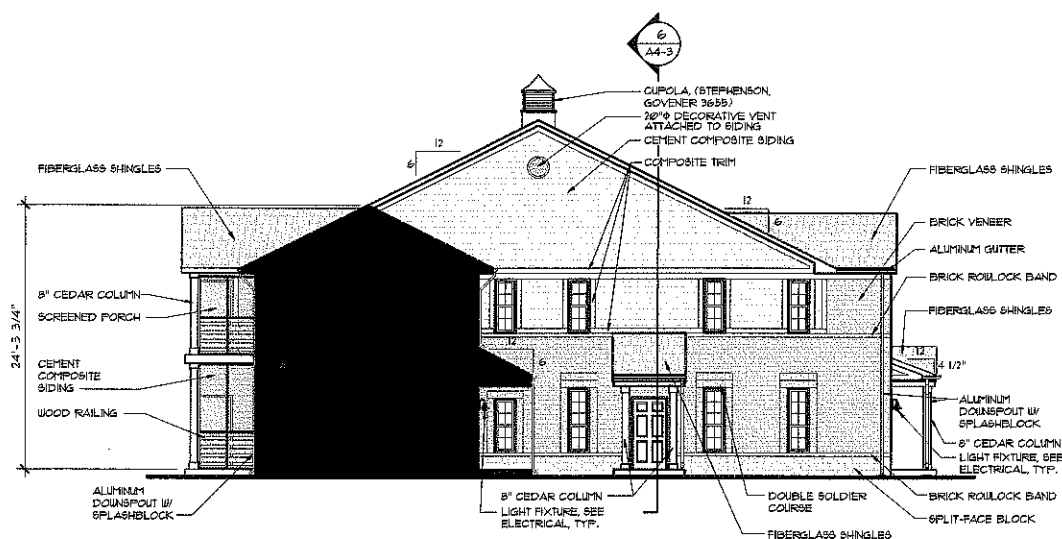 6
A4-3
CUPOLA, (STEPHENSON,
GOVENER 3655)
20"Φ DECORATIVE VENT
ATTACHED TO SIDING
CEMENT COMPOSITE SIDING
COMPOSITE TRIM
12
6
FIBERGLASS SHINGLES
12
6
FIBERGLASS SHINGLES
BRICK VENEER
ALUMINUM GUTTER
BRICK ROWLOCK BAND
FIBERGLASS SHINGLES
12
4 1/2"
24'-3 3/4"
8" CEDAR COLUMN
SCREENED PORCH
CEMENT
COMPOSITE
SIDING
WOOD RAILING
ALUMINUM
DOWNSPOUT W/
SPLASHBLOCK
12
6
8" CEDAR COLUMN
LIGHT FIXTURE, SEE
ELECTRICAL, TYP.
DOUBLE SOLDIER
COURSE
FIBERGLASS SHINGLES
ALUMINUM
DOWNSPOUT W/
SPLASHBLOCK
8" CEDAR COLUMN
LIGHT FIXTURE, SEE
ELECTRICAL, TYP.
BRICK ROWLOCK BAND
SPLIT-FACE BLOCK